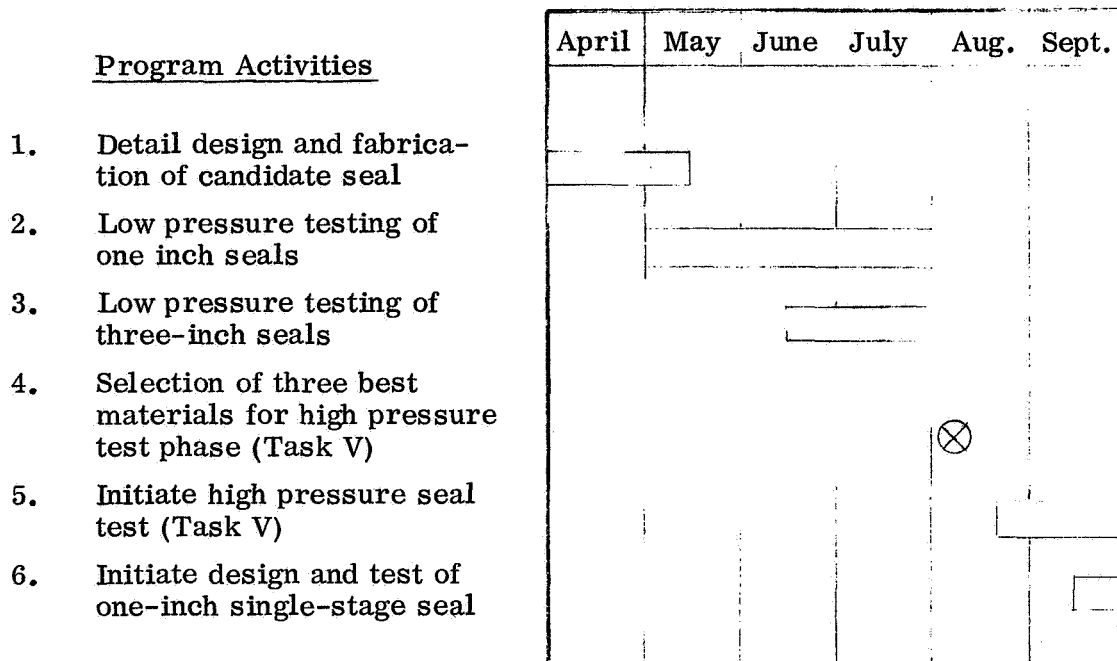 April May June July Aug. Sept.
Program Activities
1. Detail design and fabrica-
tion of candidate seal
2. Low pressure testing of
one inch seals
3. Low pressure testing of
three-inch seals
4. Selection of three best
materials for high pressure
test phase (Task V)
5. Initiate high pressure seal
test (Task V)
6. Initiate design and test of
one-inch single-stage seal